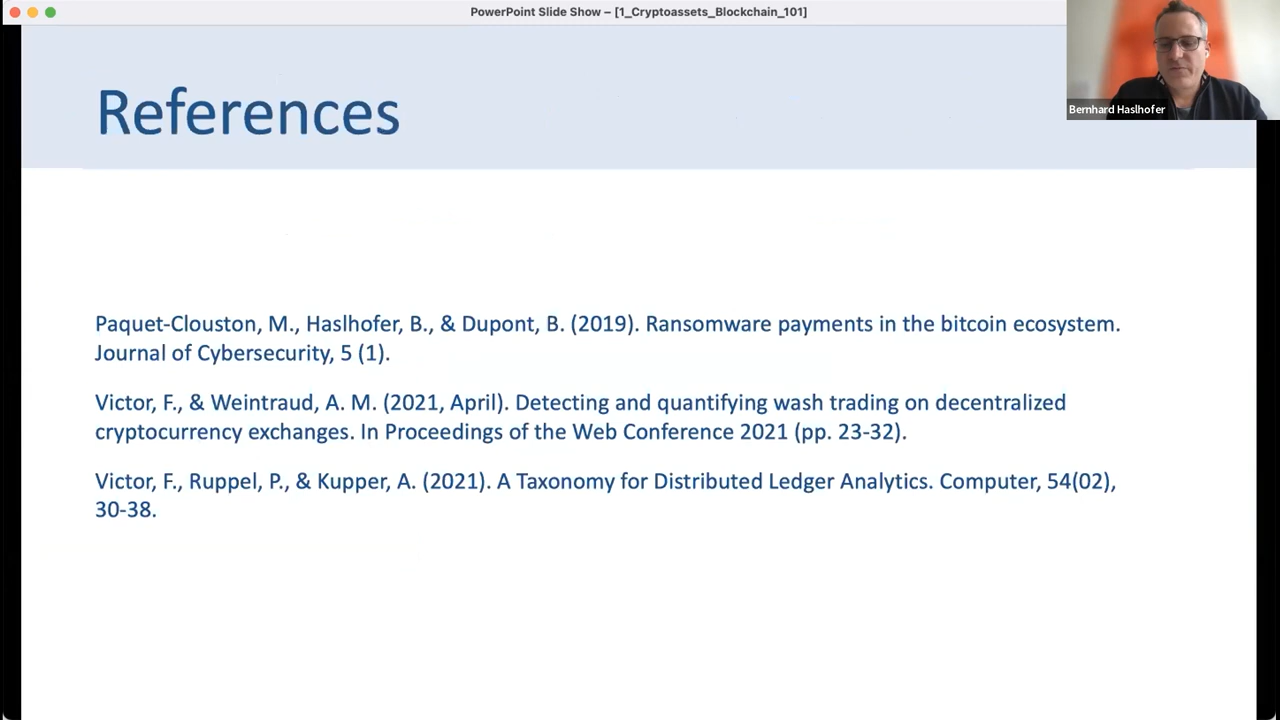 PowerPoint Slide Show – [1_Cryptoassets_Blockchain_101]
Bernhard Haslhofer
References
Paquet-Clouston, M., Haslhofer, B., & Dupont, B. (2019). Ransomware payments in the bitcoin ecosystem.
Journal of Cybersecurity, 5 (1).
Victor, F., & Weintraud, A. M. (2021, April). Detecting and quantifying wash trading on decentralized
cryptocurrency exchanges. In Proceedings of the Web Conference 2021 (pp. 23-32).
Victor, F., Ruppel, P., & Kupper, A. (2021). A Taxonomy for Distributed Ledger Analytics. Computer, 54(02),
30-38.